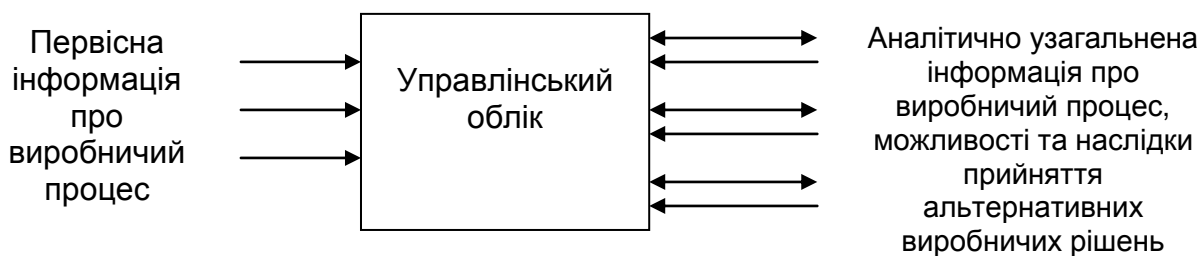 Первісна
інформація
про
виробничий
процес
Управлінський
облік
Аналітично узагальнена
інформація про
виробничий процес,
можливості та наслідки
прийняття
альтернативних
виробничих рішень